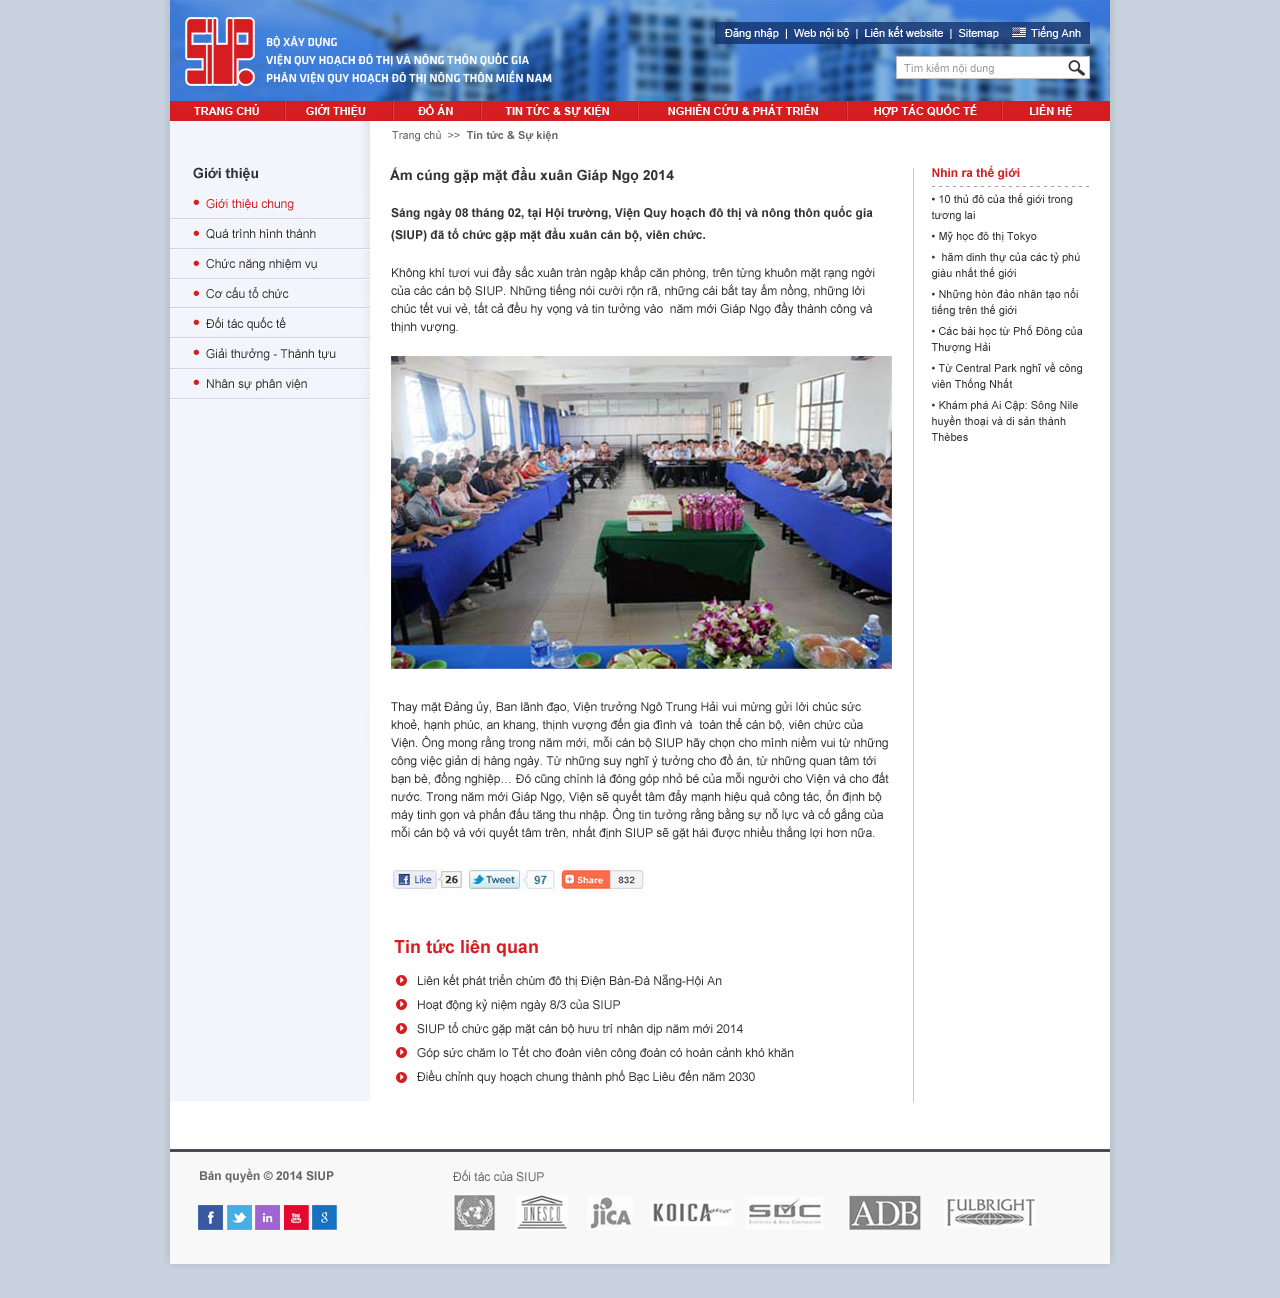 SIUP
BỘ XÂY DỰNG
VIỆN QUY HOẠCH ĐÔ THỊ VÀ NÔNG THÔN QUỐC GIA
PHÂN VIỆN QUY HOẠCH ĐÔ THỊ NÔNG THÔN MIỀN NAM
Đăng nhập | Web nội bộ | Liên kết website | Sitemap Tiếng Anh
Tìm kiếm nội dung
TRANG CHỦ GIỚI THIỆU ĐỒ ÁN TIN TỨC & SỰ KIỆN NGHIÊN CỨU & PHÁT TRIỂN HỢP TÁC QUỐC TẾ LIÊN HỆ
Trang chủ >> Tin tức & Sự kiện
Giới thiệu
• Giới thiệu chung
• Quá trình hình thành
• Chức năng nhiệm vụ
• Cơ cấu tổ chức
• Đối tác quốc tế
• Giải thưởng - Thành tựu
• Nhân sự phân viện
Ấm cúng gặp mặt đầu xuân Giáp Ngọ 2014
Sáng ngày 08 tháng 02, tại Hội trường, Viện Quy hoạch đô thị và nông thôn quốc gia
(SIUP) đã tổ chức gặp mặt đầu xuân cán bộ, viên chức.
Không khí tươi vui đầy sắc xuân tràn ngập khắp căn phòng, trên từng khuôn mặt rạng ngời
của các cán bộ SIUP. Những tiếng nói cười rộn rã, những cái bắt tay ấm nồng, những lời
chúc tết vui vẻ, tất cả đều hy vọng và tin tưởng vào năm mới Giáp Ngọ đầy thành công và
thịnh vượng.
Thay mặt Đảng ủy, Ban lãnh đạo, Viện trưởng Ngô Trung Hải vui mừng gửi lời chúc sức
khoẻ, hạnh phúc, an khang, thịnh vượng đến gia đình và toàn thể cán bộ, viên chức của
Viện. Ông mong rằng trong năm mới, mỗi cán bộ SIUP hãy chọn cho mình niềm vui từ những
công việc giản dị hàng ngày. Từ những suy nghĩ ý tưởng cho đồ án, từ những quan tâm tới
bạn bè, đồng nghiệp… Đó cũng chính là đóng góp nhỏ bé của mỗi người cho Viện và cho đất
nước. Trong năm mới Giáp Ngọ, Viện sẽ quyết tâm đẩy mạnh hiệu quả công tác, ổn định bộ
máy tinh gọn và phấn đấu tăng thu nhập. Ông tin tưởng rằng bằng sự nỗ lực và cố gắng của
mỗi cán bộ và với quyết tâm trên, nhất định SIUP sẽ gặt hái được nhiều thắng lợi hơn nữa.
Like 26 Tweet 97 Share 832
Tin tức liên quan
Liên kết phát triển chùm đô thị Điện Bàn-Đà Nẵng-Hội An
Hoạt động kỷ niệm ngày 8/3 của SIUP
SIUP tổ chức gặp mặt cán bộ hưu trí nhân dịp năm mới 2014
Góp sức chăm lo Tết cho đoàn viên công đoàn có hoàn cảnh khó khăn
Điều chỉnh quy hoạch chung thành phố Bạc Liêu đến năm 2030
Nhìn ra thế giới
• 10 thủ đô của thế giới trong
tương lai
• Mỹ học đô thị Tokyo
• hăm dinh thự của các tỷ phú
giàu nhất thế giới
• Những hòn đảo nhân tạo nổi
tiếng trên thế giới
• Các bài học từ Phố Đông của
Thượng Hải
• Từ Central Park nghĩ về công
viên Thống Nhất
• Khám phá Ai Cập: Sông Nile
huyền thoại và di sản thành
Thèbes
Bản quyền © 2014 SIUP
f in You 8
Đối tác của SIUP
UNESCO JICA KOICA SDC ADB FULBRIGHT
Statistics & Data Corporation